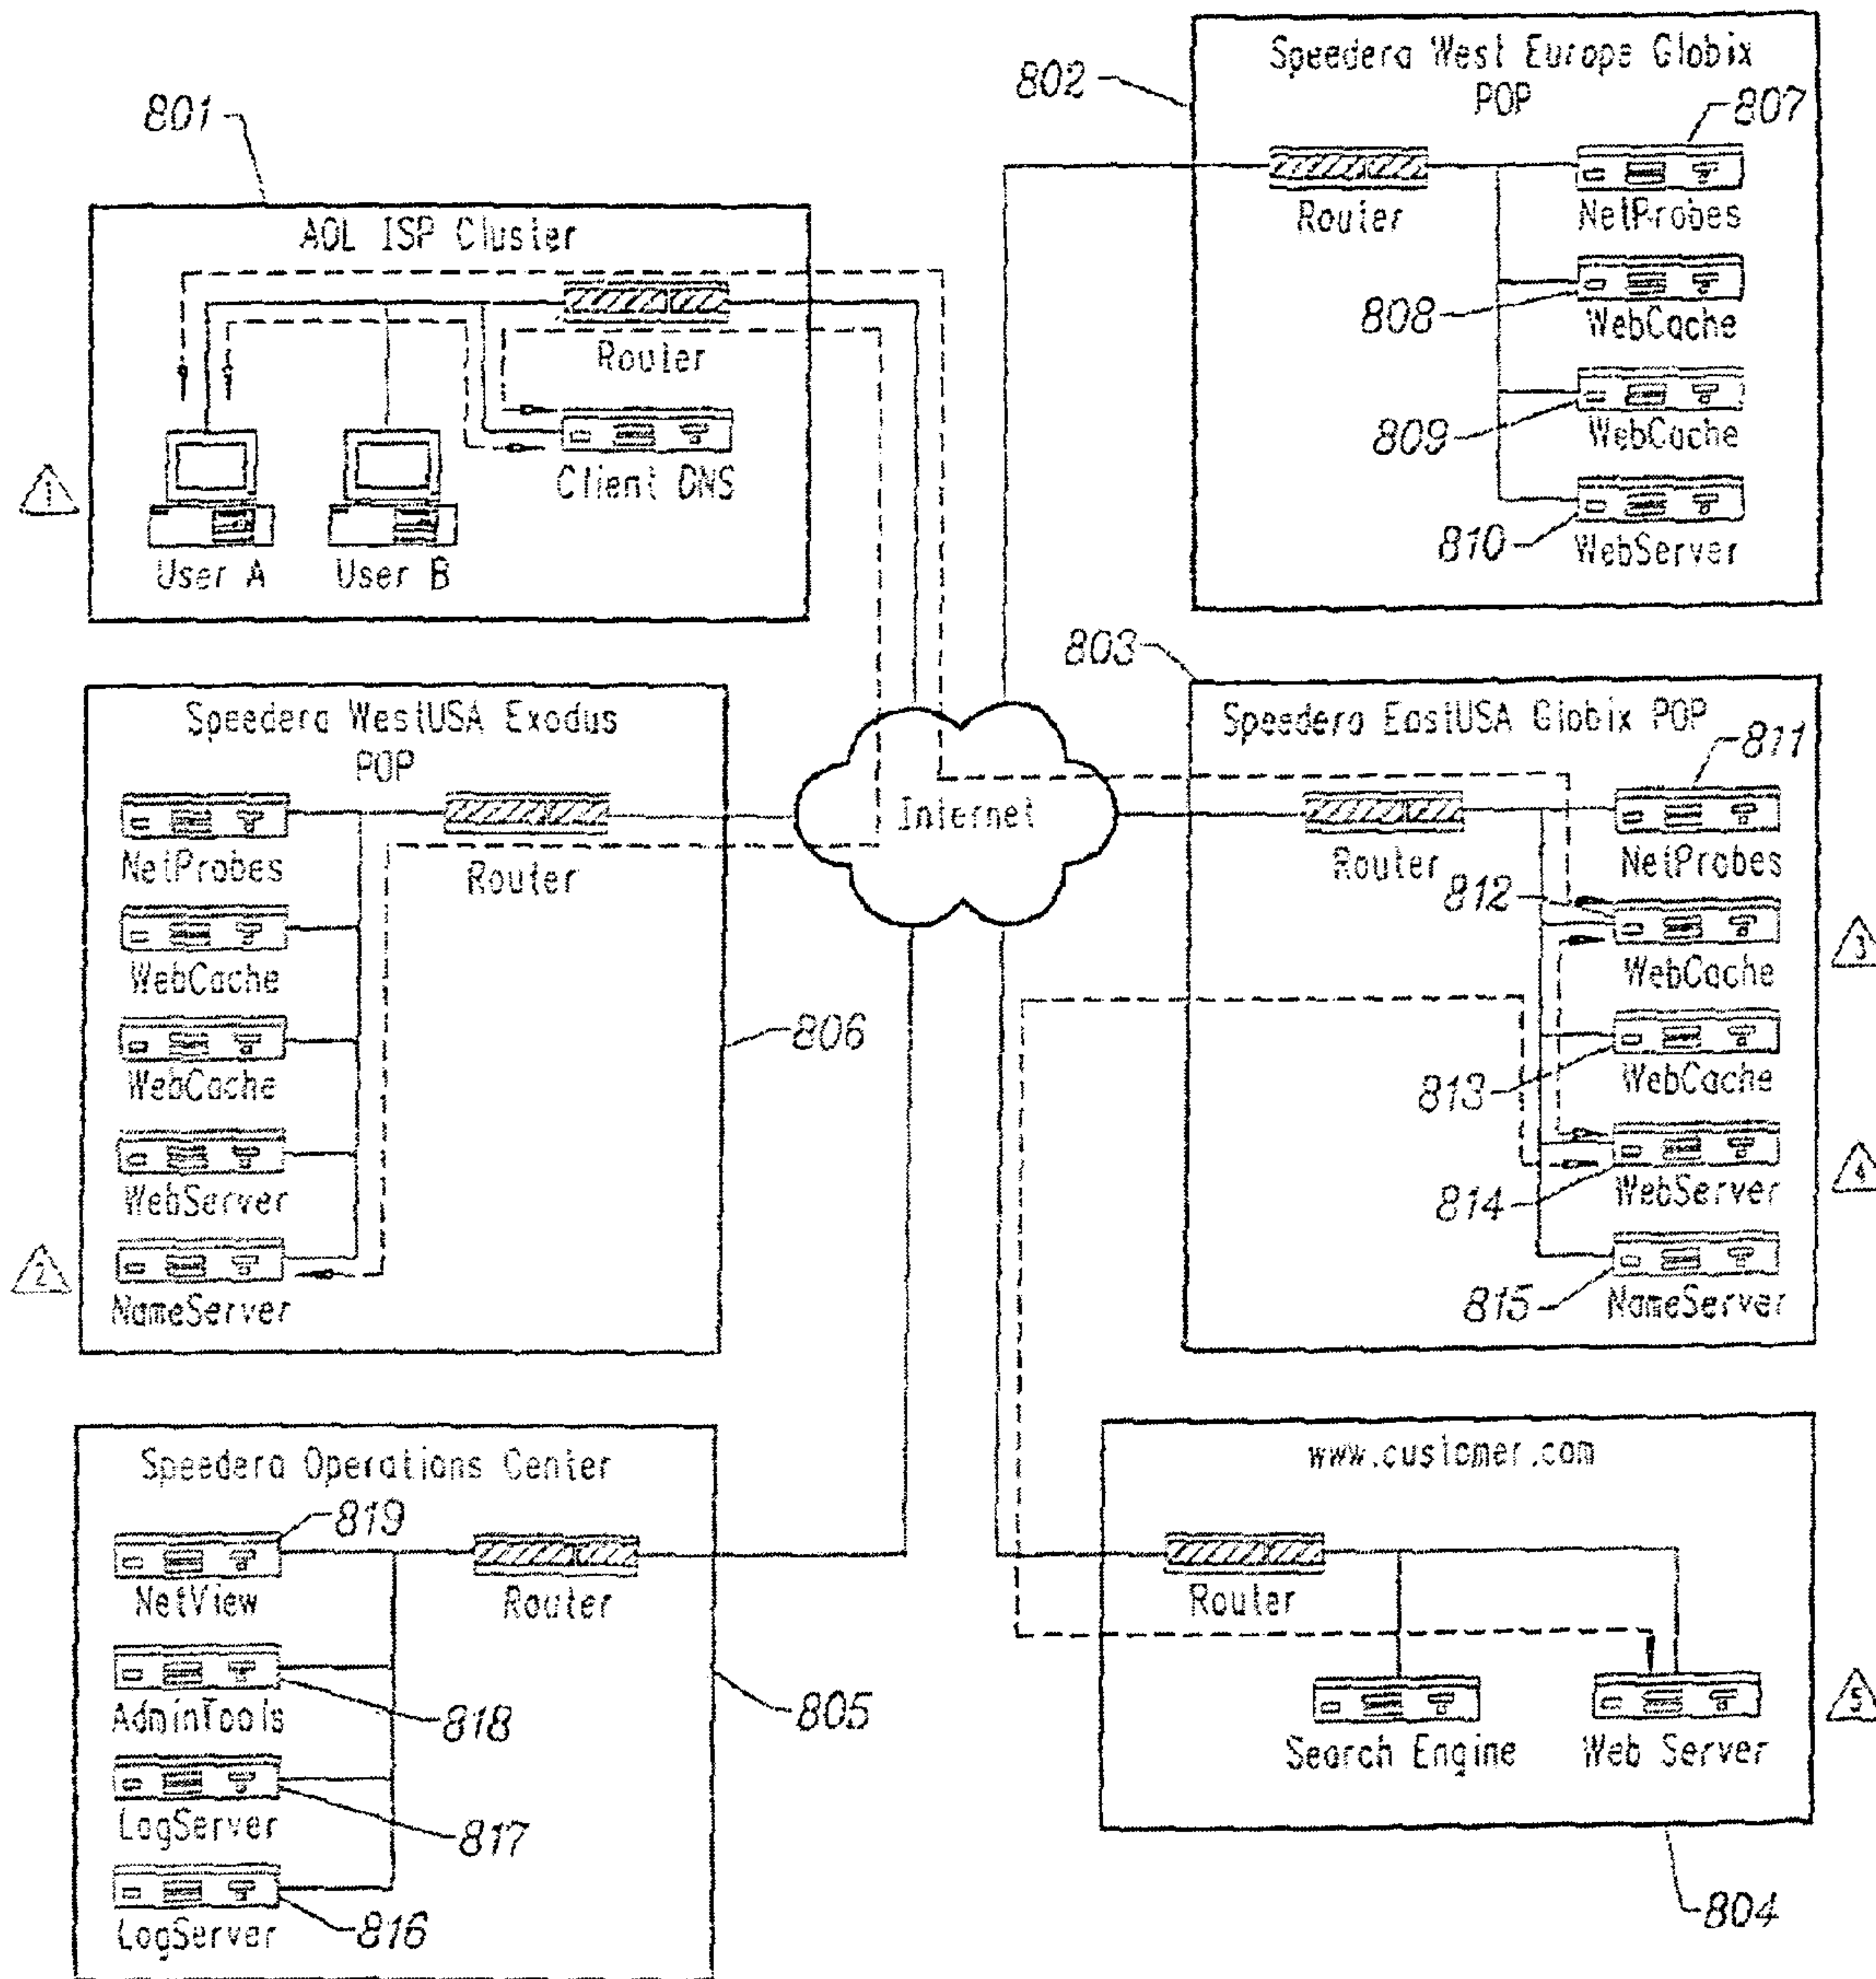 801
AOL ISP Cluster
Router
Client DNS
1
User A
User B
802
Speedera West Europe Globix
POP
807
Router
NetProbes
808
WebCache
809
WebCache
810
WebServer
Speedera WestUSA Exodus
POP
NetProbes
Router
WebCache
WebCache
806
WebServer
2
NameServer
Internet
803
Speedera EastUSA Globix POP
811
Router
NetProbes
812
WebCache
3
813
WebCache
814
WebServer
4
815
NameServer
Speedera Operations Center
819
NetView
Router
AdminTools
818
805
LogServer
817
LogServer
816
www.customer.com
Router
Search Engine
Web Server
5
804